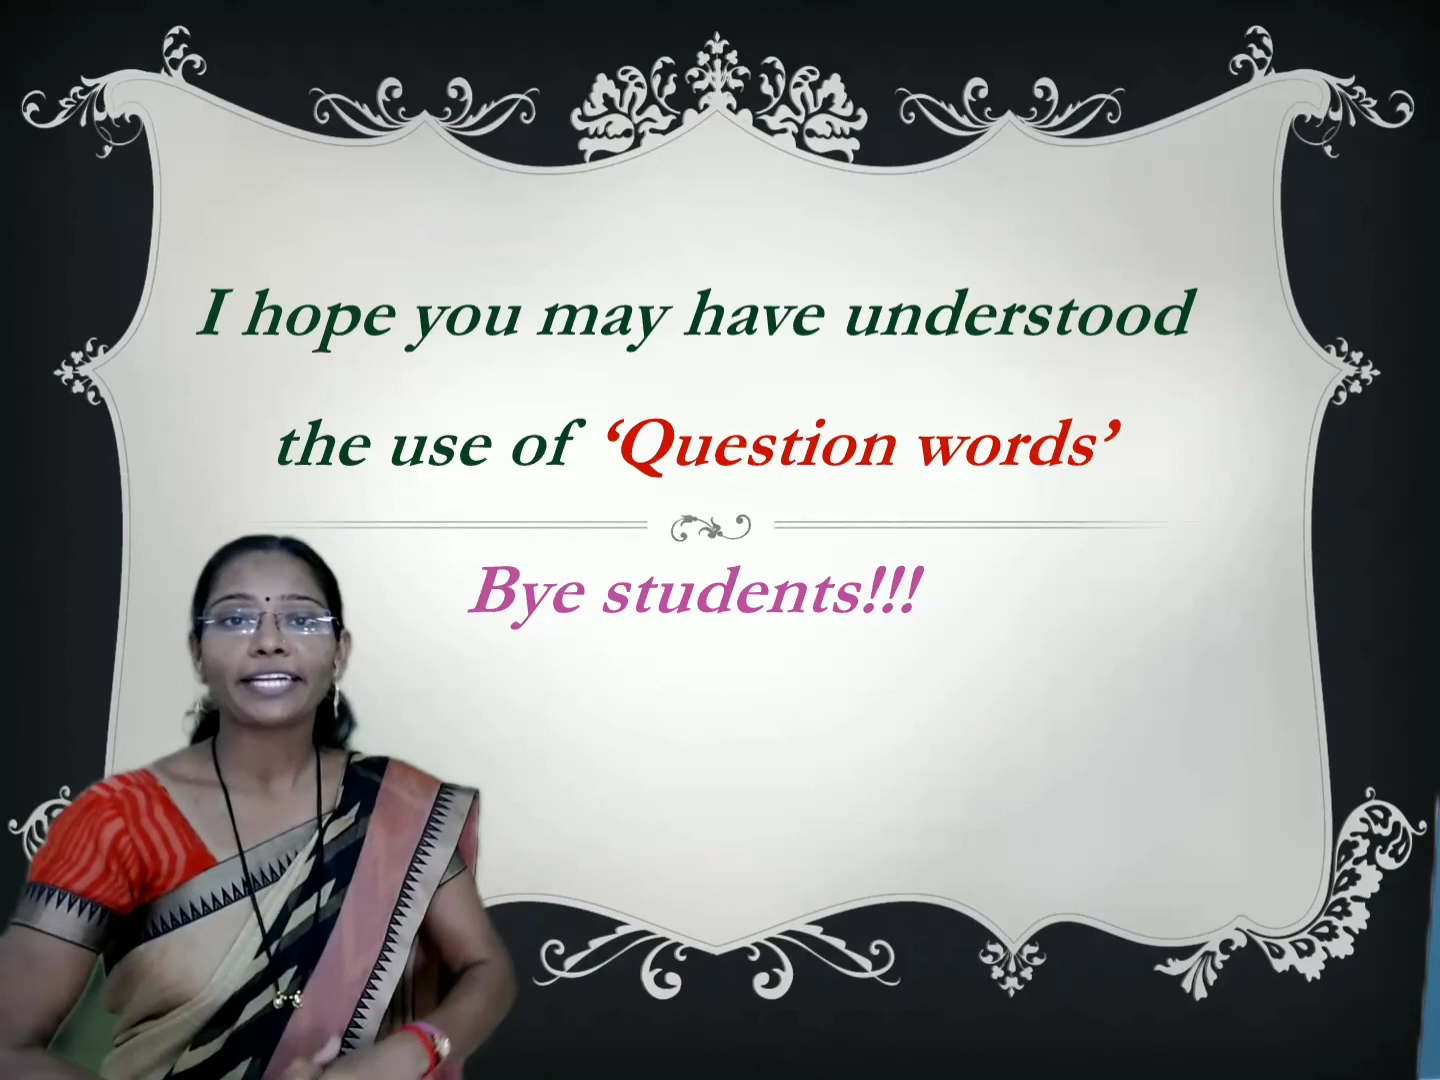 I hope you may have understood
the use of ‘Question words’
Bye students!!!